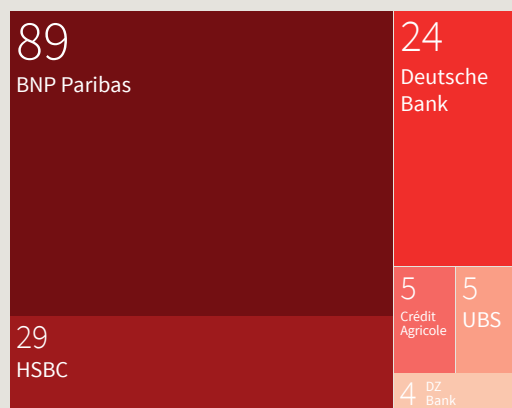 89
BNP Paribas
29
HSBC
24
Deutsche
Bank
5
Crédit
Agricole
5
UBS
4
DZ
Bank